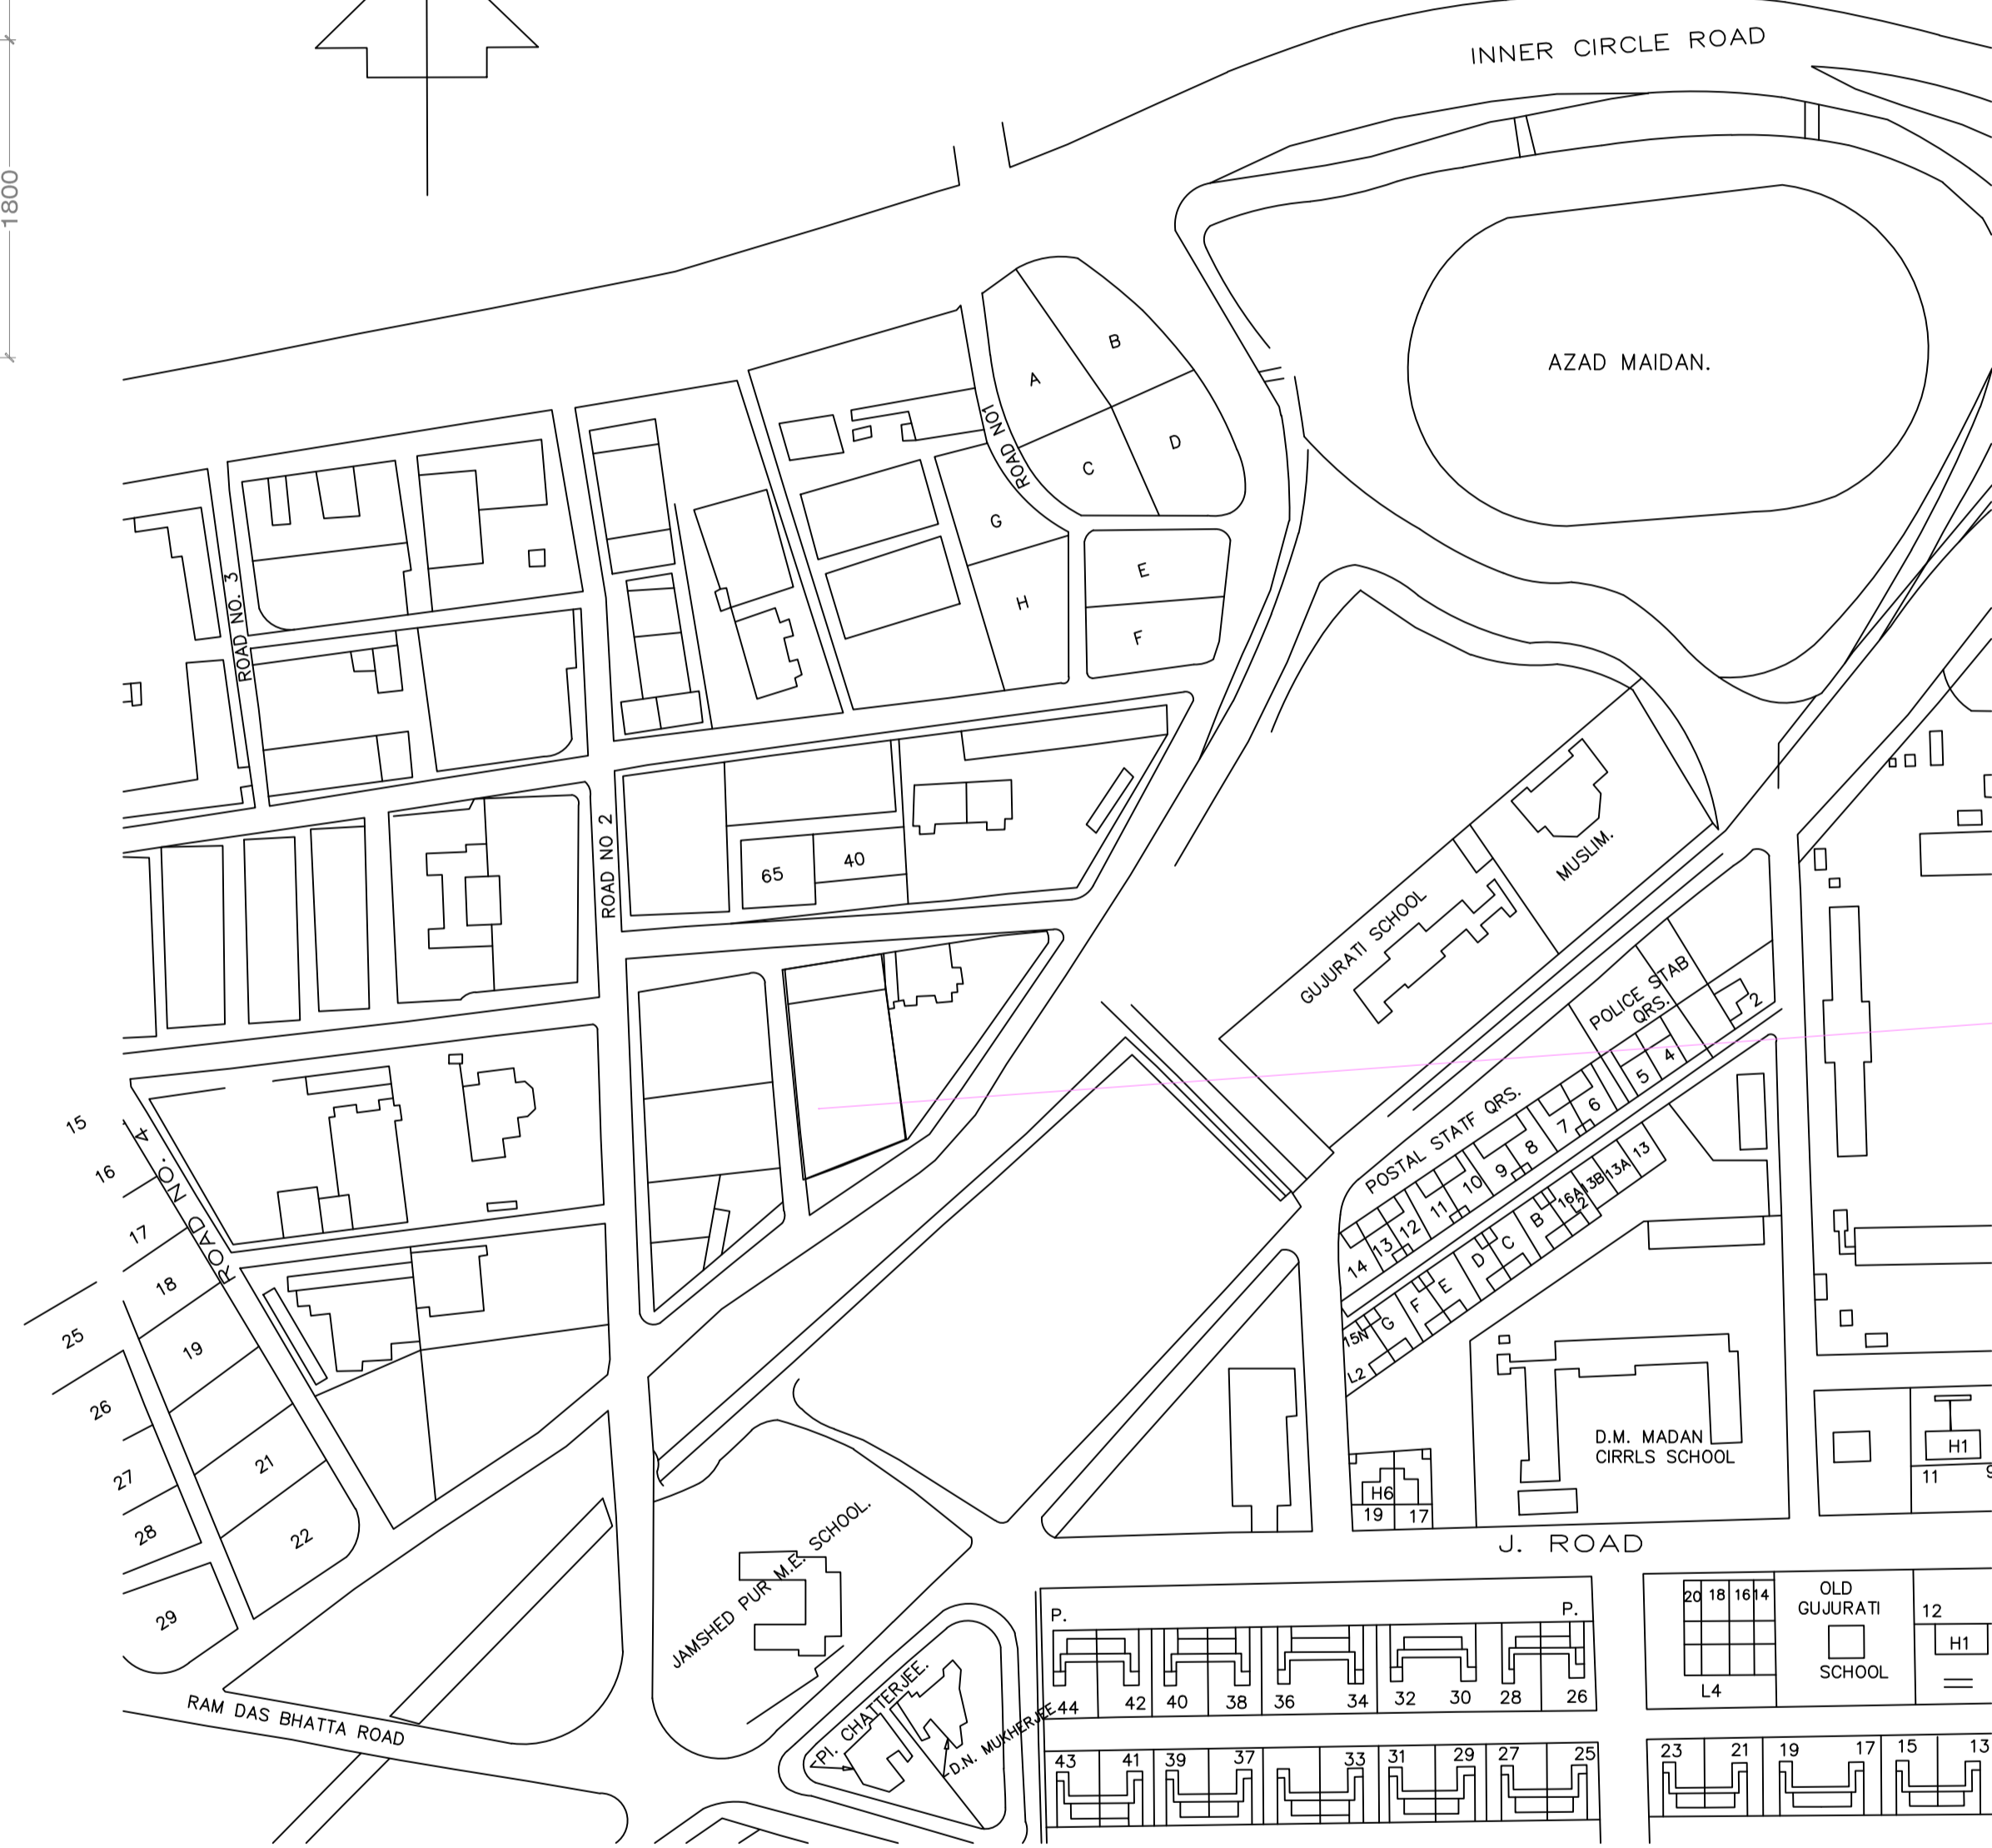 INNER CIRCLE ROAD
1800
AZAD MAIDAN.
A
B
C
D
ROAD NO1
G
H
E
F
ROAD NO. 3
ROAD NO 2
65
40
MUSLIM.
GUJURATI SCHOOL
POLICE STAB
QRS.
2
4
5
POSTAL STATF QRS.
6
7
8
9
10
11
12
13
14
13
13A
13B
16A
L2
B
C
D
E
F
G
15N
L2
ROAD NO. 4
15
16
17
18
19
21
22
25
26
27
28
29
D.M. MADAN
CIRRLS SCHOOL
H6
19
17
H1
11
J. ROAD
JAMSHED PUR M.E. SCHOOL.
RAM DAS BHATTA ROAD
PI. CHATTERJEE.
D.N. MUKHERJEE
P.
P.
44
42
40
38
36
34
32
30
28
26
20
18
16
14
L4
OLD
GUJURATI
SCHOOL
12
H1
43
41
39
37
33
31
29
27
25
23
21
19
17
15
13